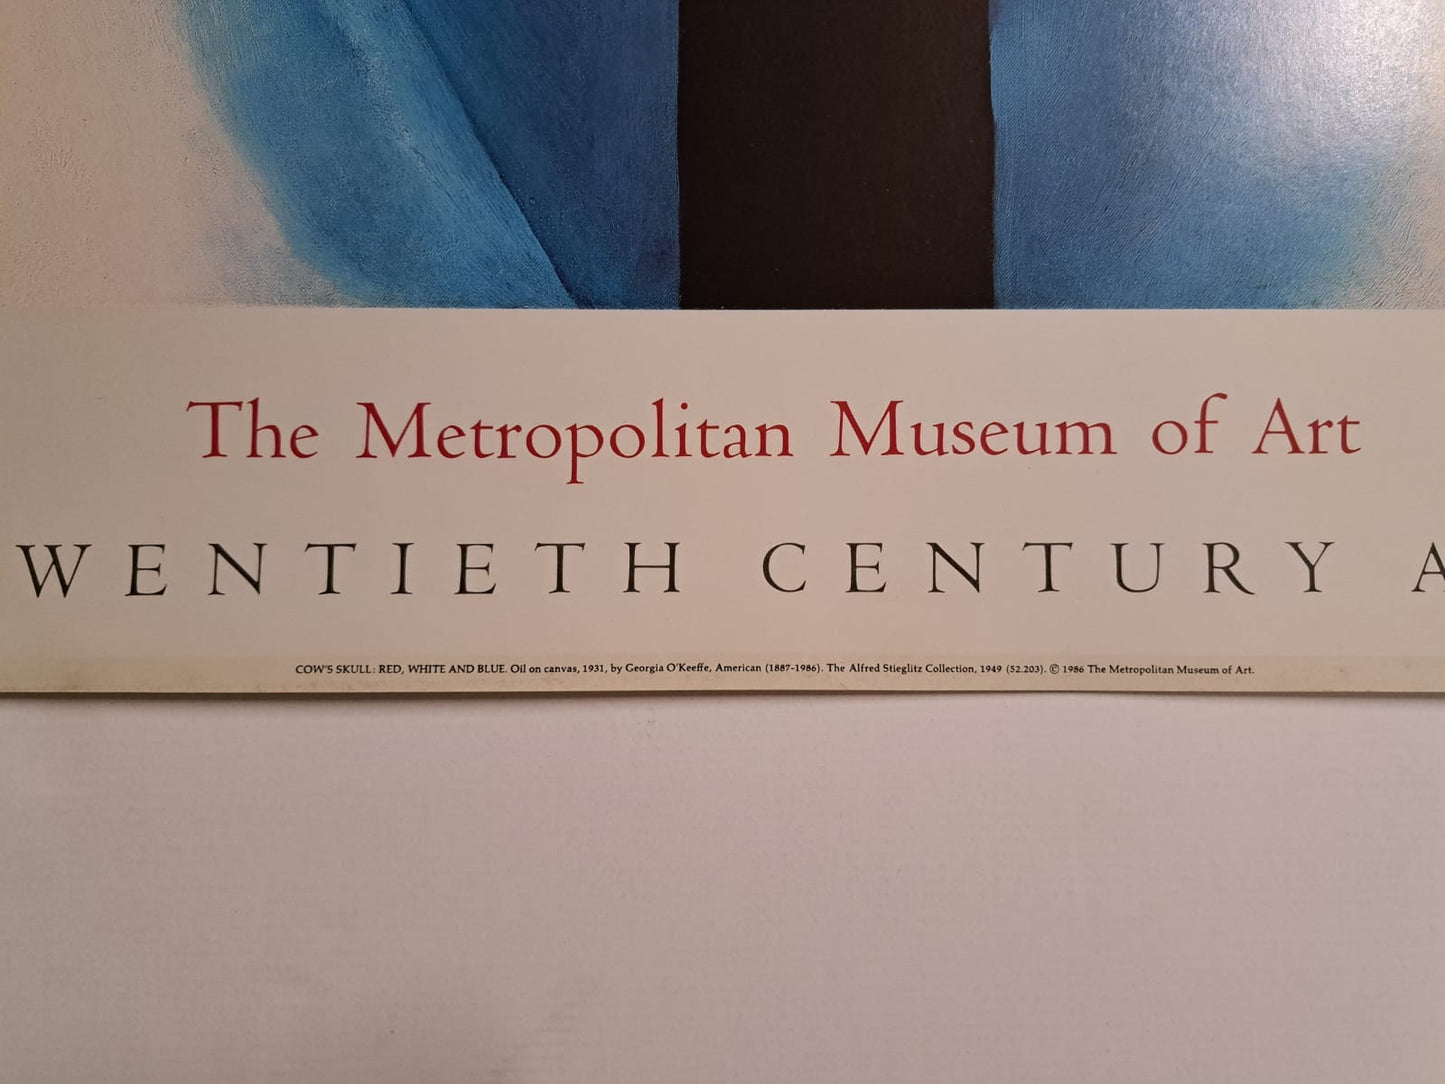 The Metropolitan Museum of Art
WENTIETH CENTURY A
COW'S SKULL: RED, WHITE AND BLUE. Oil on canvas, 1931, by Georgia O'Keeffe, American (1887-1986). The Alfred Stieglitz Collection, 1949 (52.203). © 1986 The Metropolitan Museum of Art.